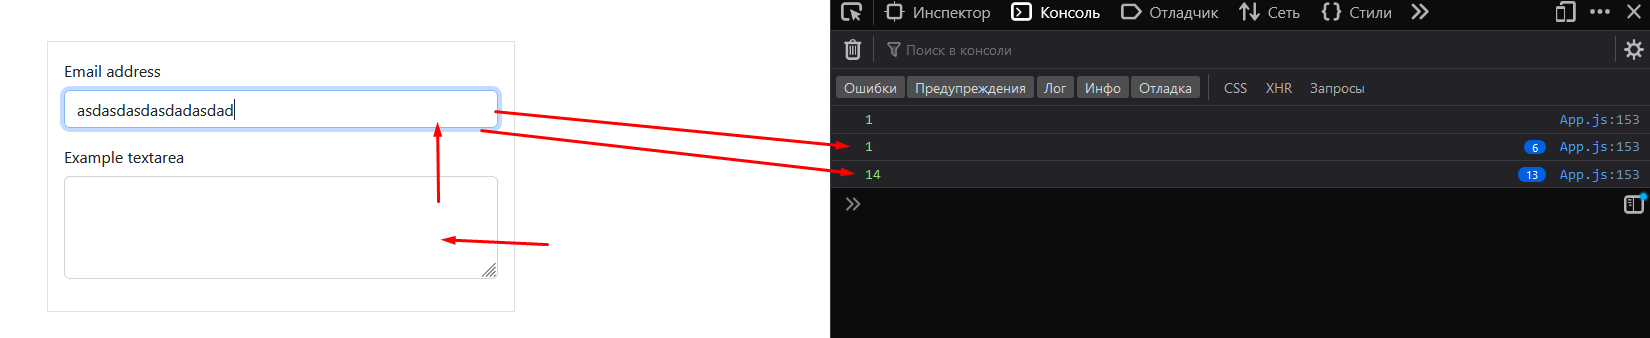 Email address
asdasdasdasdadasdad
Example textarea
Инспектор Консоль Отладчик Сеть Стили
Поиск в консоли
Ошибки Предупреждения Лог Инфо Отладка CSS XHR Запросы
1 App.js:153
1 6 App.js:153
14 13 App.js:153